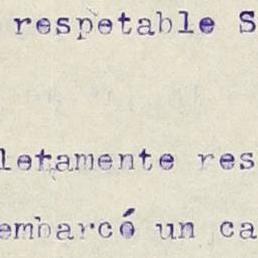 respetable S
letamente res
embarcó un ca